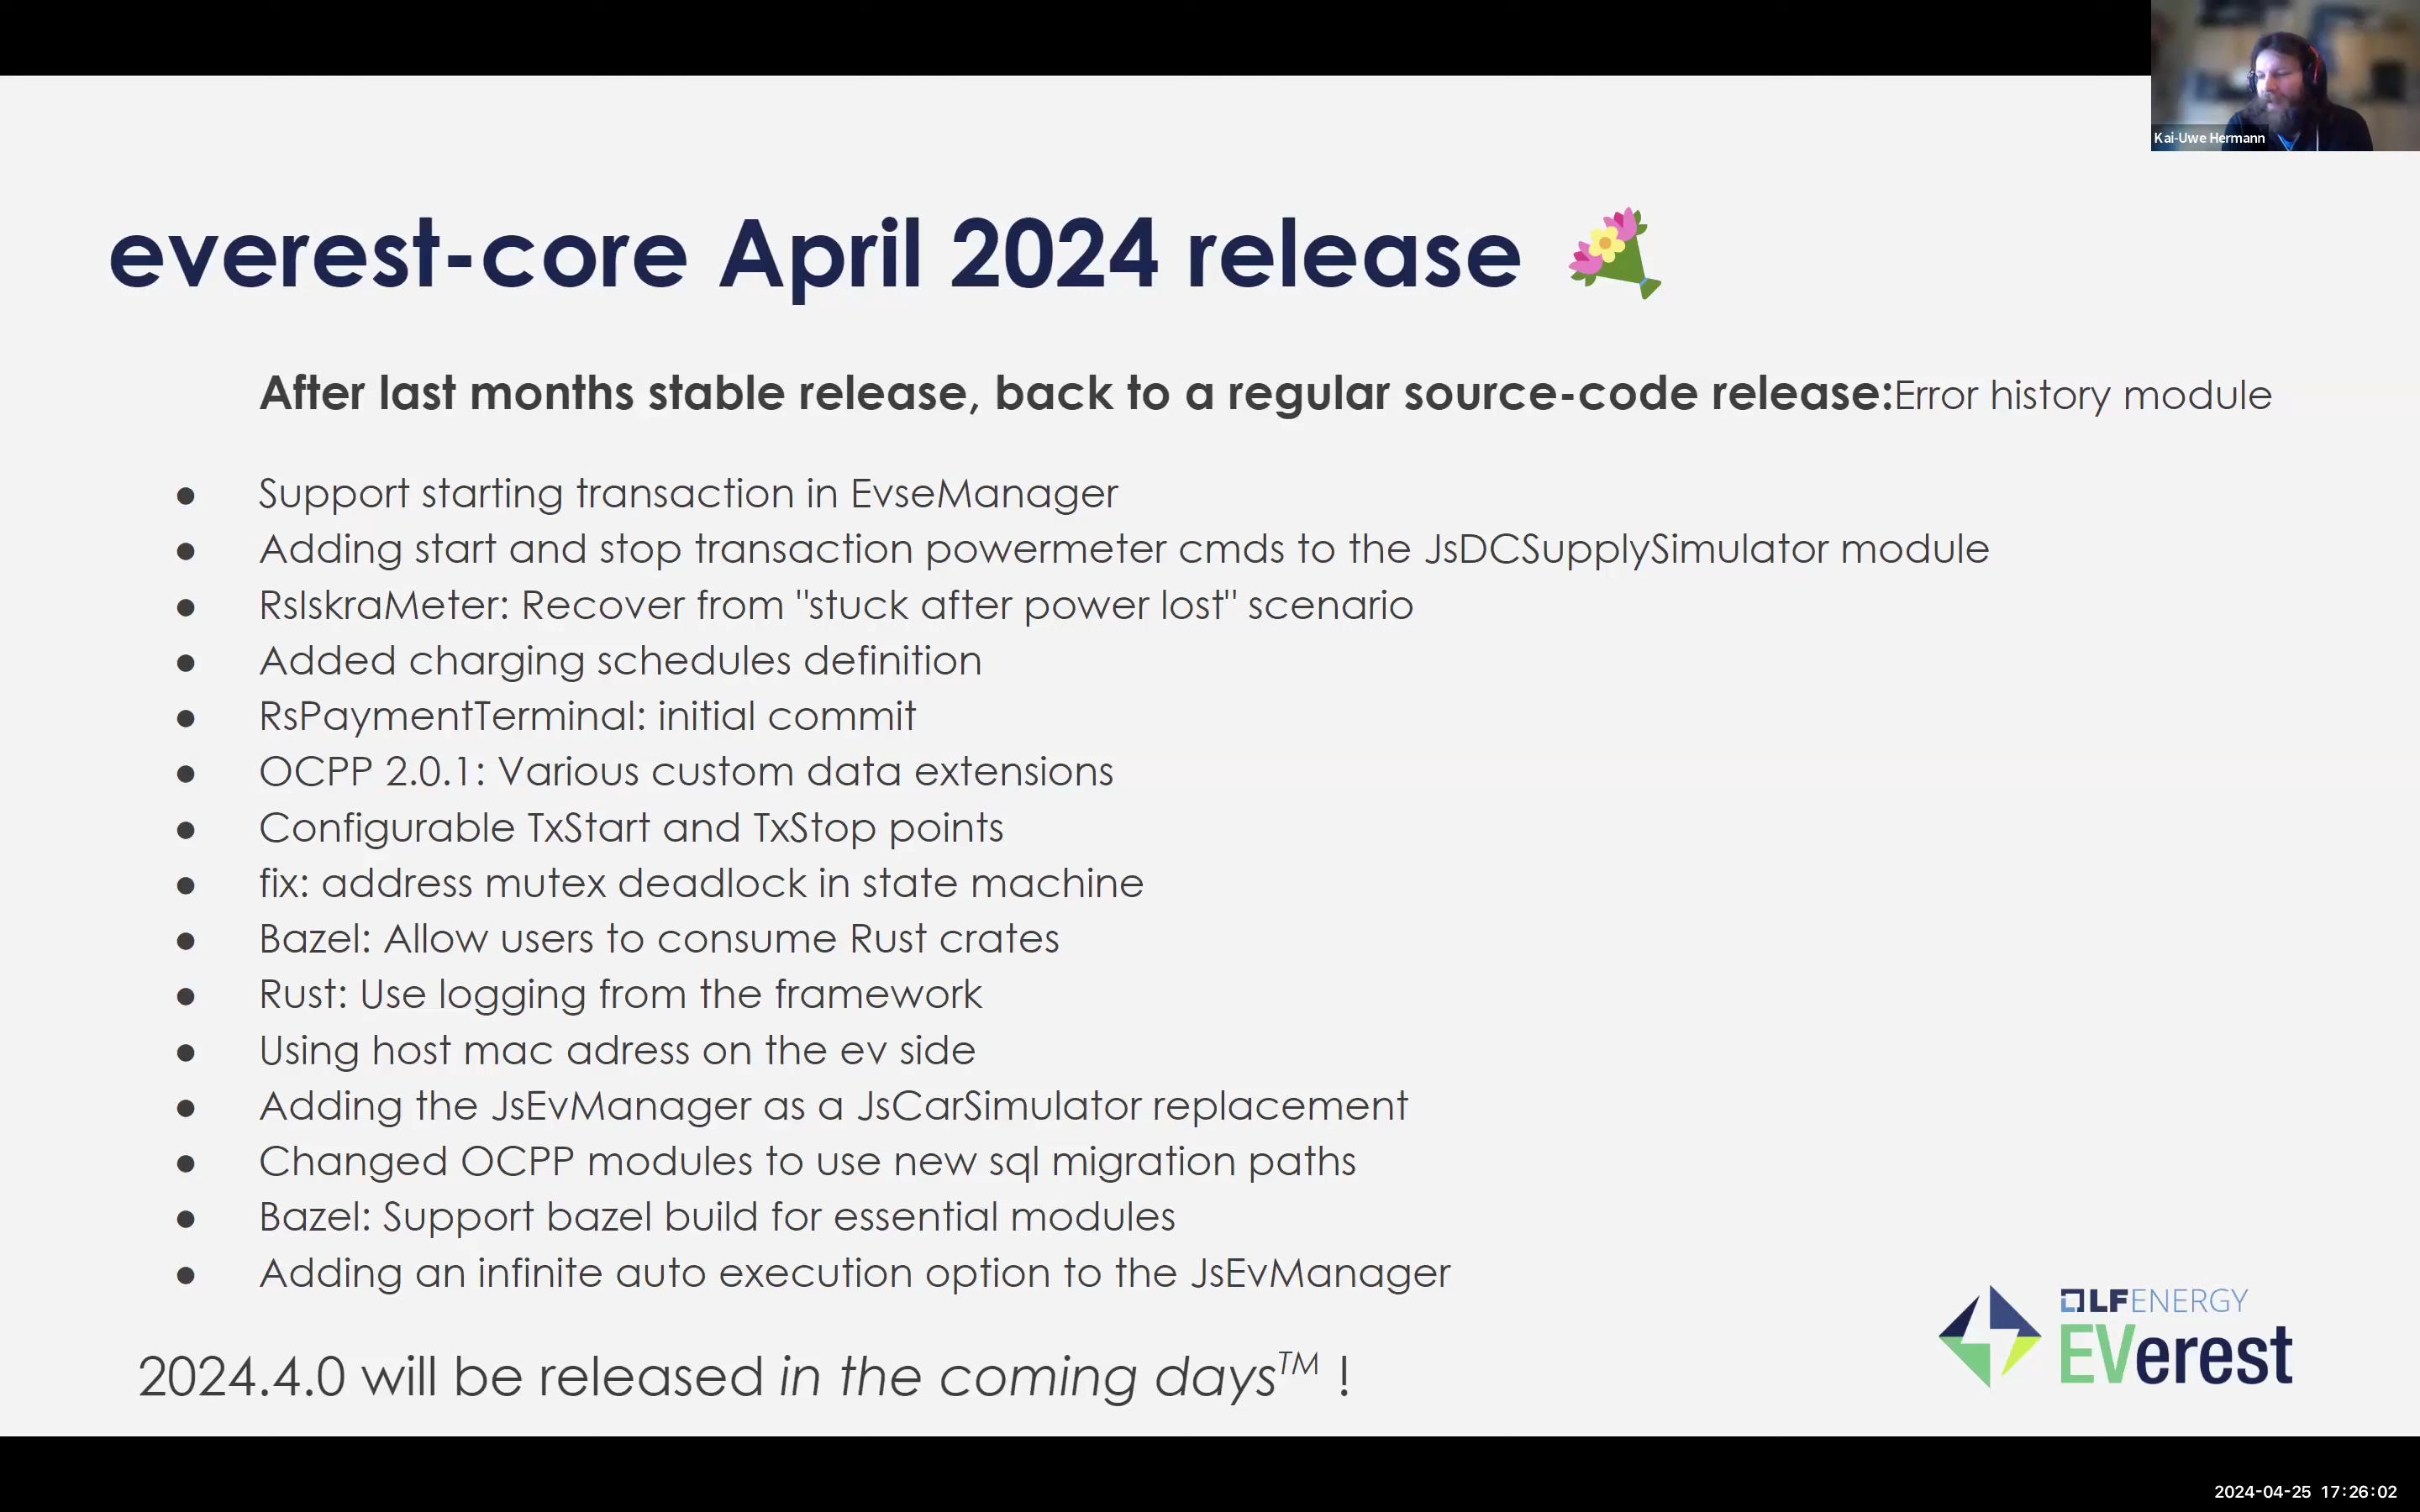 Kai-Uwe Hermann
everest-core April 2024 release
After last months stable release, back to a regular source-code release:Error history module
● Support starting transaction in EvseManager
● Adding start and stop transaction powermeter cmds to the JsDCSupplySimulator module
● RsIskraMeter: Recover from "stuck after power lost" scenario
● Added charging schedules definition
● RsPaymentTerminal: initial commit
● OCPP 2.0.1: Various custom data extensions
● Configurable TxStart and TxStop points
● fix: address mutex deadlock in state machine
● Bazel: Allow users to consume Rust crates
● Rust: Use logging from the framework
● Using host mac adress on the ev side
● Adding the JsEvManager as a JsCarSimulator replacement
● Changed OCPP modules to use new sql migration paths
● Bazel: Support bazel build for essential modules
● Adding an infinite auto execution option to the JsEvManager
2024.4.0 will be released in the coming days™ !
LFENERGY
EVerest
2024-04-25 17:26:02